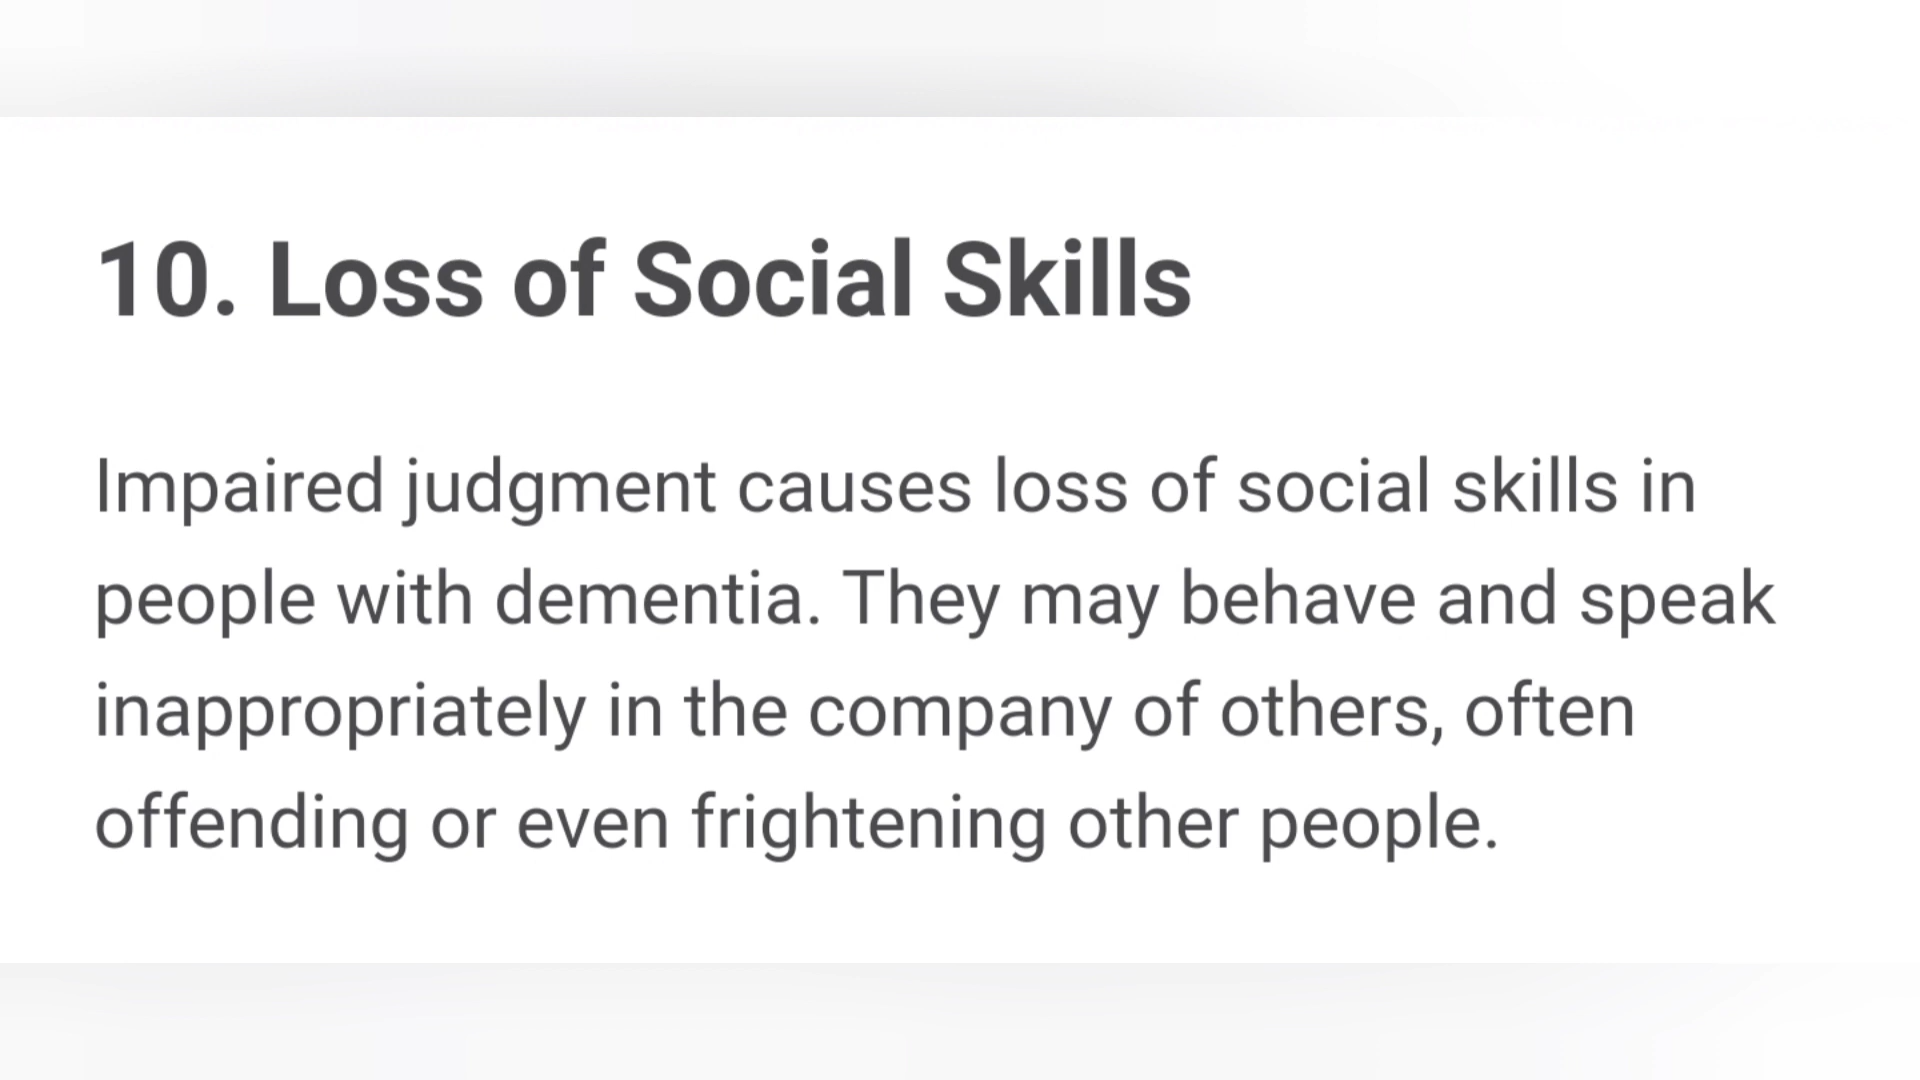 10. Loss of Social Skills
Impaired judgment causes loss of social skills in
people with dementia. They may behave and speak
inappropriately in the company of others, often
offending or even frightening other people.